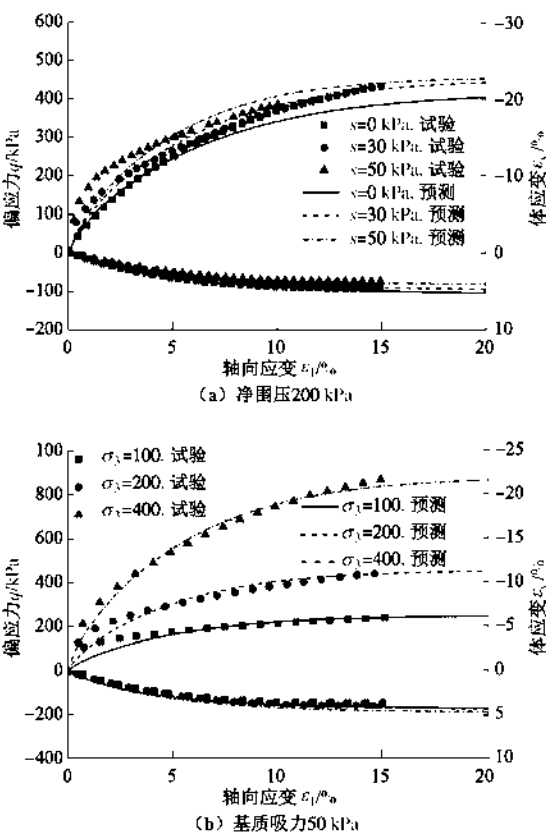 600
500
400
300
200
100
0
-100
-200
偏应力q/kPa
-30
-20
-10
0
10
体应变εv/%
s=0 kPa. 试验
s=30 kPa. 试验
s=50 kPa. 试验
s=0 kPa. 预测
s=30 kPa. 预测
s=50 kPa. 预测
0 5 10 15 20
轴向应变 ε1/%
（a）净围压200 kPa
100
800
600
400
200
0
-200
-400
偏应力q/kPa
-25
-20
-15
-10
-5
0
5
10
体应变εv/%
σ3=100. 试验
σ3=200. 试验
σ3=400. 试验
σ3=100. 预测
σ3=200. 预测
σ3=400. 预测
0 5 10 15 20
轴向应变 ε1/%
（b）基质吸力50 kPa